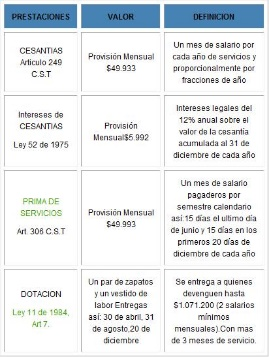 PRESTACIONES
VALOR
DEFINICION
CESANTIAS
Articulo 249
C.S.T
Provisión Mensual
$49.933
Un mes de salario por
cada año de servicios y
proporcionalmente por
fracciones de año
Intereses de
CESANTIAS
Ley 52 de 1975
Provisión
Mensual$5.992
Intereses legales del
12% anual sobre el
valor de la cesantía
acumulada al 31 de
diciembre de cada año
PRIMA DE
SERVICIOS
Art. 306 C.S.T
Provisión Mensual
$49.993
Un mes de salario
pagaderos por
semestre calendario
así:15 días el ultimo día
de junio y 15 días en los
primeros 20 días de
diciembre de cada año
DOTACION
Ley 11 de 1984,
Art 7.
Un par de zapatos
y un vestido de
labor Entregas
así: 30 de abril, 31
de agosto,20 de
diciembre
Se entrega a quienes
devenguen hasta
$1.071.200 (2 salarios
mínimos
mensuales).Con mas
de 3 meses de servicio.